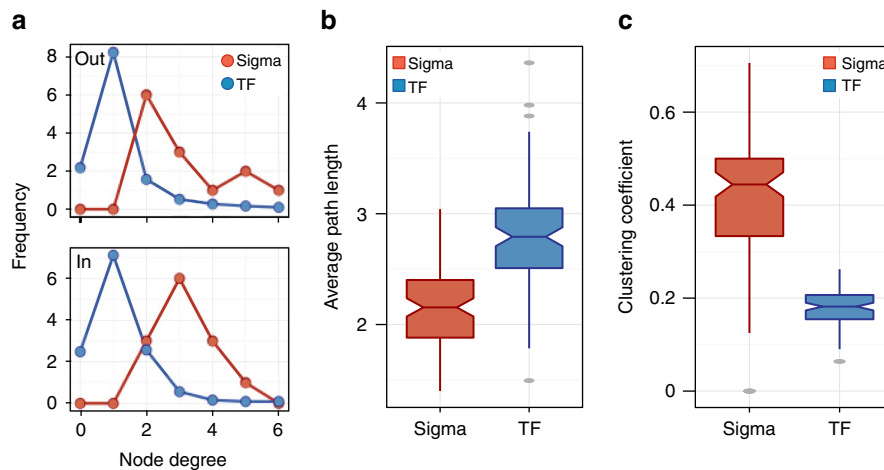 a
Out
Sigma
TF
8
6
4
2
0
In
6
4
2
0
0 2 4 6
Node degree
Frequency
b
Sigma
TF
4
3
2
Average path length
Sigma TF
c
Sigma
TF
0.6
0.4
0.2
0
Clustering coefficient
Sigma TF